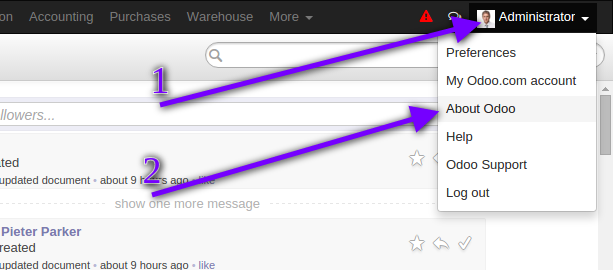 on Accounting Purchases Warehouse More Administrator
Preferences
My Odoo.com account
1
About Odoo
llowers...
Help
ated
2
Odoo Support
updated document • about 9 hours ago • like
Log out
show one more message
Pieter Parker
reated
updated document • about 9 hours ago • like